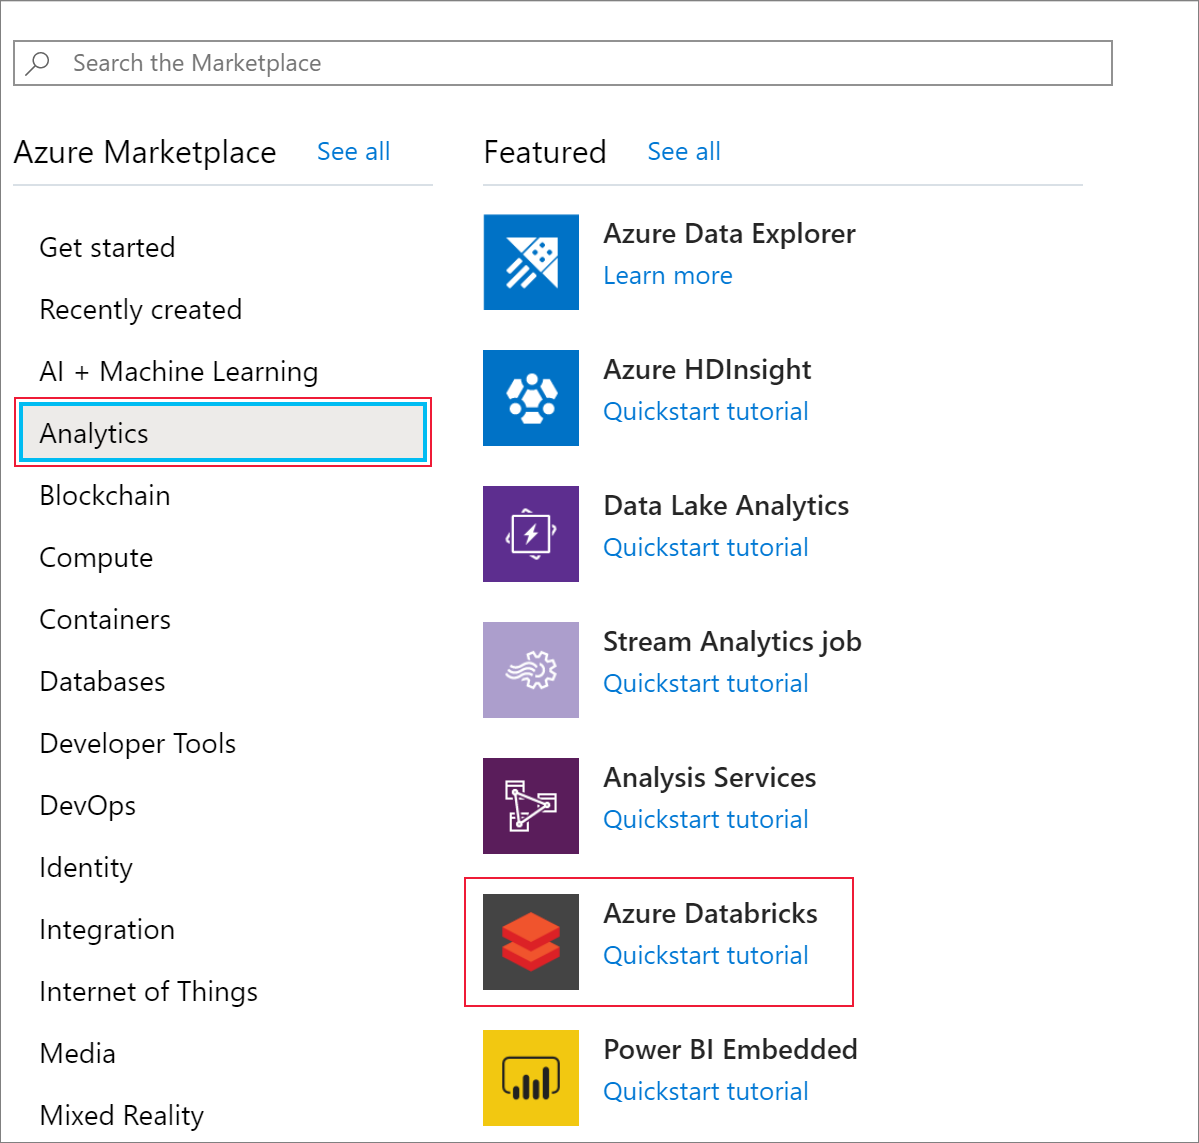 Search the Marketplace
Azure Marketplace See all
Get started
Recently created
AI + Machine Learning
Analytics
Blockchain
Compute
Containers
Databases
Developer Tools
DevOps
Identity
Integration
Internet of Things
Media
Mixed Reality
Featured See all
Azure Data Explorer
Learn more
Azure HDInsight
Quickstart tutorial
Data Lake Analytics
Quickstart tutorial
Stream Analytics job
Quickstart tutorial
Analysis Services
Quickstart tutorial
Azure Databricks
Quickstart tutorial
Power BI Embedded
Quickstart tutorial